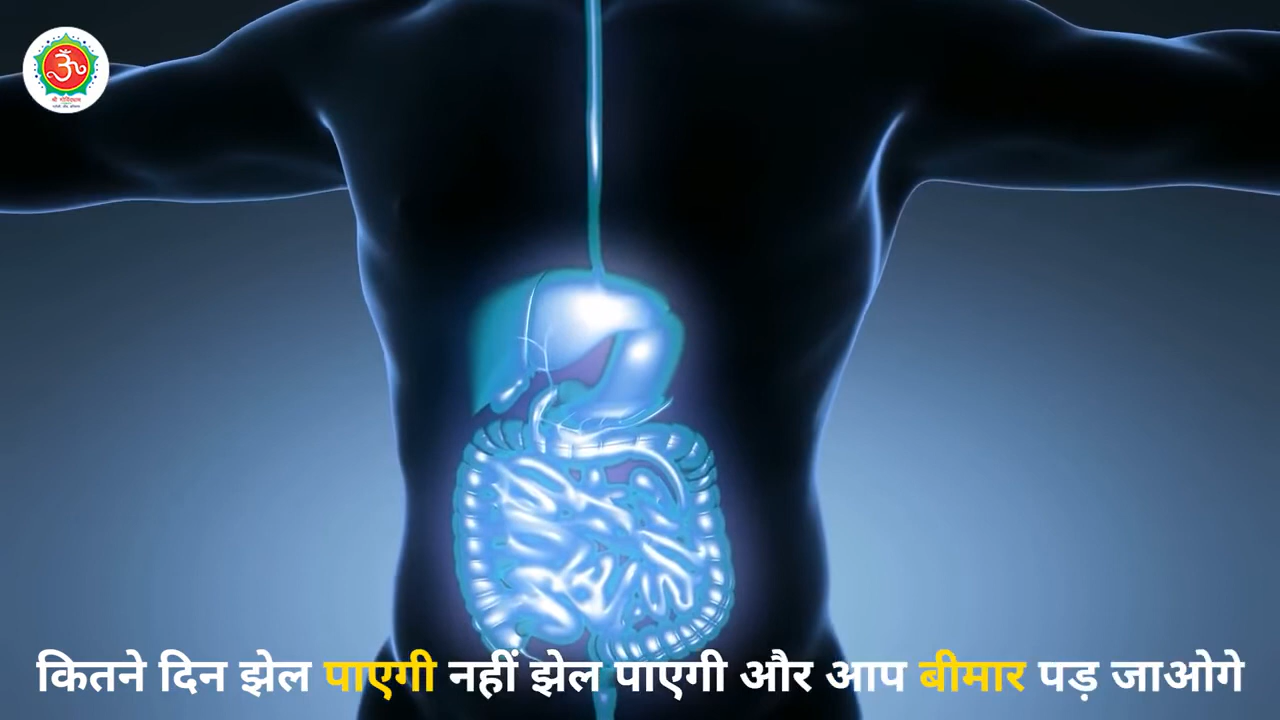 ॐ
कितने दिन झेल पाएगी नहीं झेल पाएगी और आप बीमार पड़ जाओगे